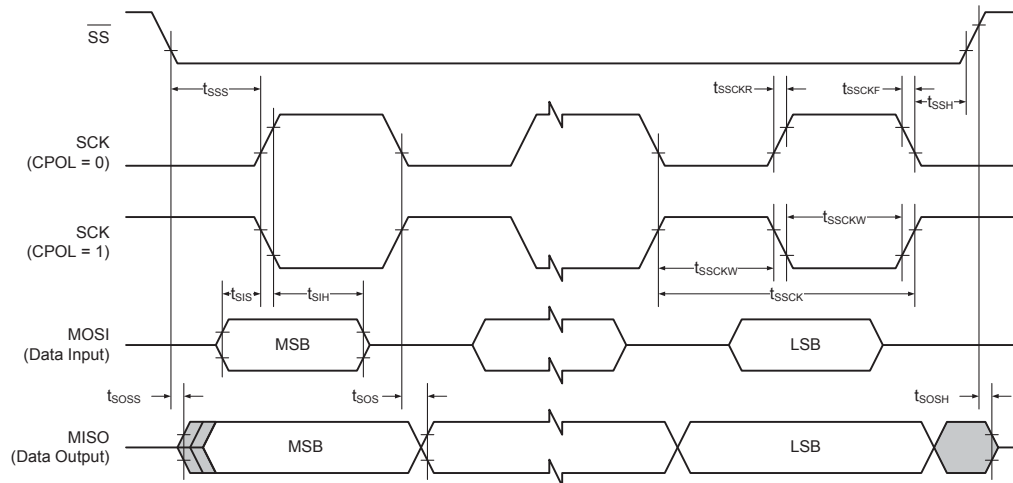 SS
tSSS
tSSCKR
tSSCKF
tSSH
SCK
(CPOL = 0)
SCK
(CPOL = 1)
tSSCKW
tSSCKW
tSIS
tSIH
tSSCK
MOSI
(Data Input)
MSB
LSB
tSOSS
tSOS
tSOSH
MISO
(Data Output)
MSB
LSB